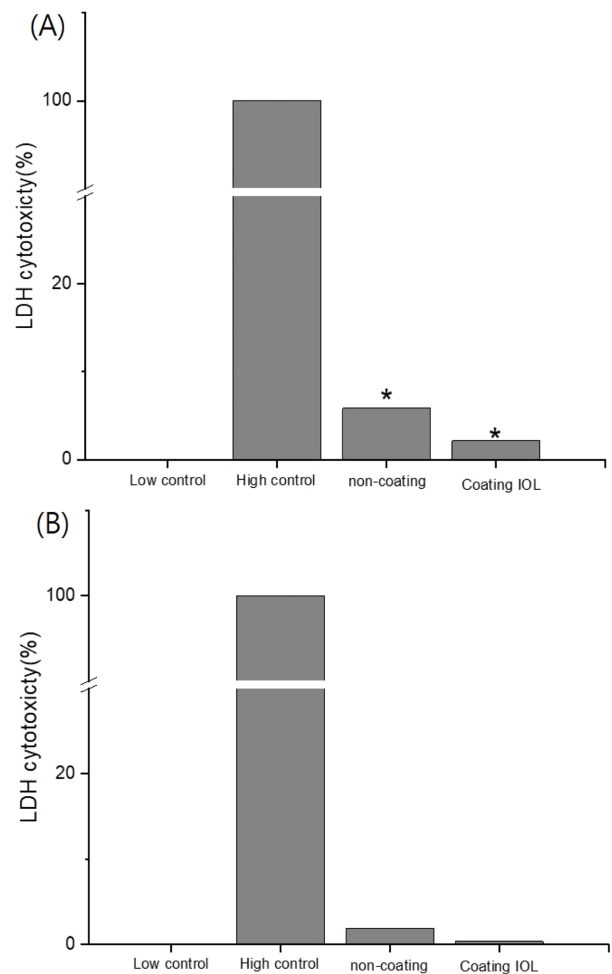 (A)
LDH cytotoxicty(%)
100
20
0
*
*
Low control
High control
non-coating
Coating IOL
(B)
LDH cytotoxicty(%)
100
20
0
Low control
High control
non-coating
Coating IOL